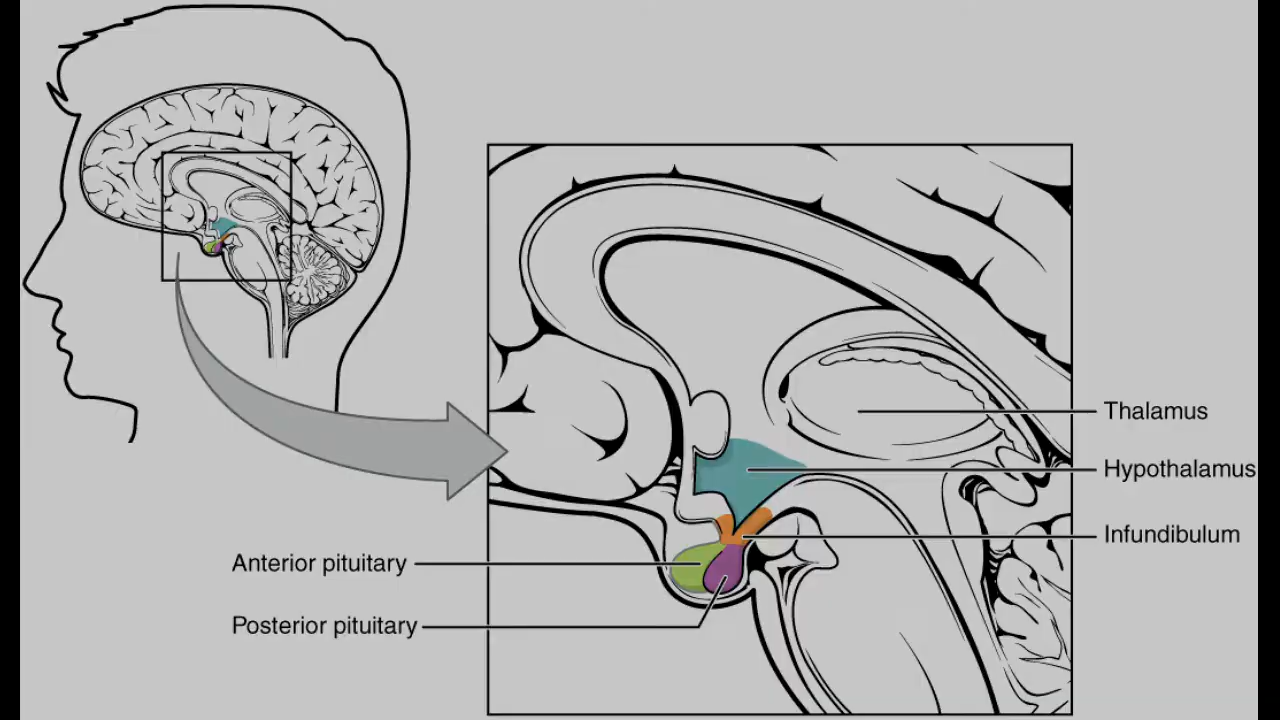 Thalamus
Hypothalamus
Infundibulum
Anterior pituitary
Posterior pituitary